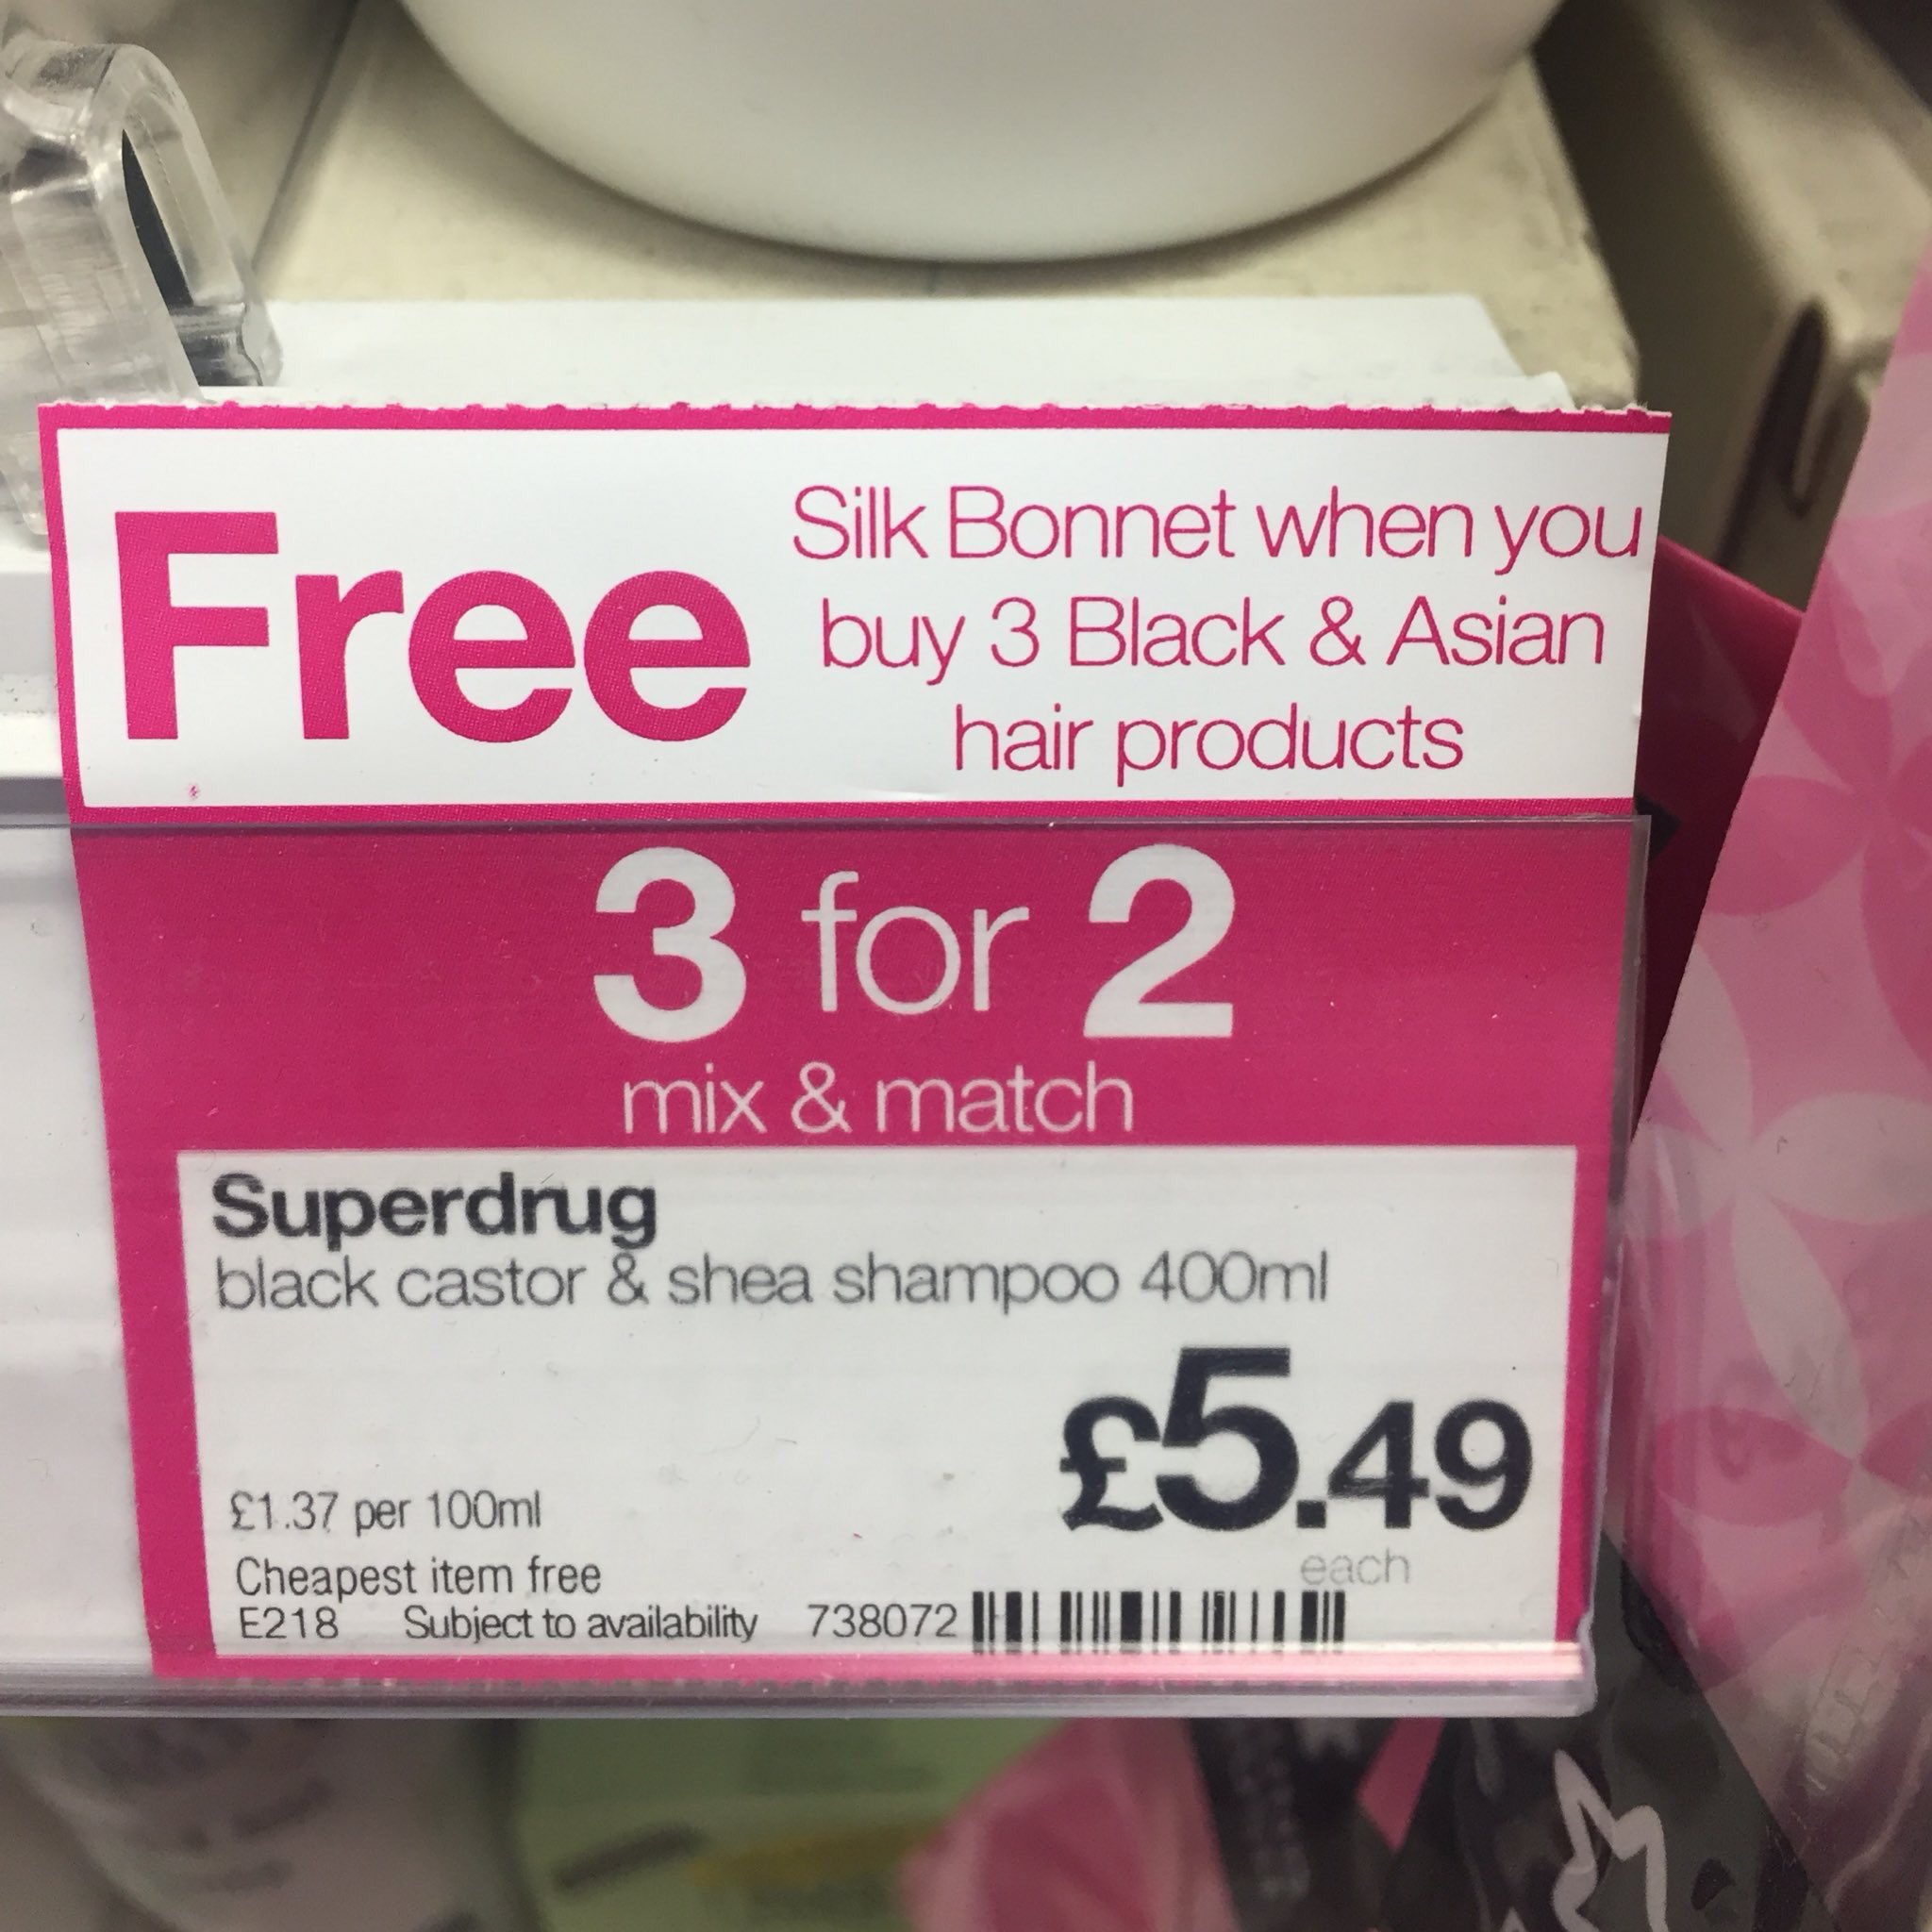 Free
Silk Bonnet when you
buy 3 Black & Asian
hair products
3 for 2
mix & match
Superdrug
black castor & shea shampoo 400ml
£5.49
each
£1.37 per 100ml
Cheapest item free
E218 Subject to availability 738072